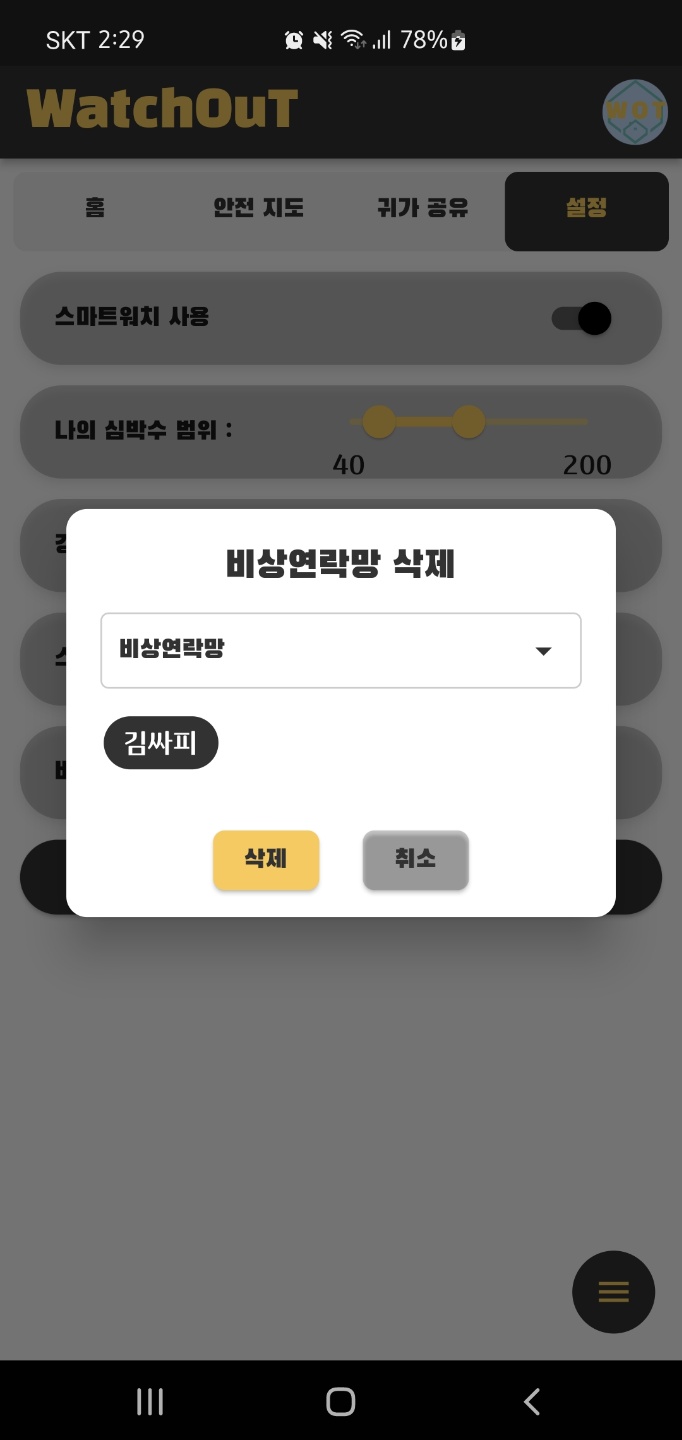 SKT 2:29 78%
WatchOuT
WOT
홈 안전 지도 귀가 공유 설정
스마트워치 사용
나의 심박수 범위 :
40 200
비상연락망 삭제
비상연락망
김싸피
삭제 취소